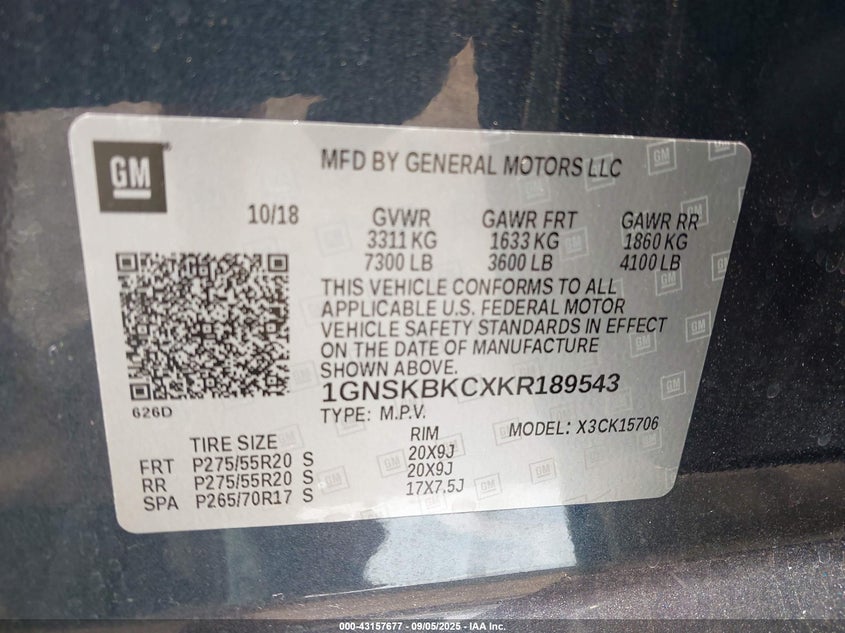 GM
MFD BY GENERAL MOTORS LLC
10/18 GVWR GAWR FRT GAWR RR
3311 KG 1633 KG 1860 KG
7300 LB 3600 LB 4100 LB
THIS VEHICLE CONFORMS TO ALL
APPLICABLE U.S. FEDERAL MOTOR
VEHICLE SAFETY STANDARDS IN EFFECT
ON THE DATE OF MANUFACTURE
SHOWN ABOVE.
1GNSKBKCXKR189543
626D
TYPE: M.P.V. MODEL: X3CK15706
TIRE SIZE RIM
FRT P275/55R20 S 20X9J
RR P275/55R20 S 20X9J
SPA P265/70R17 S 17X7.5J
000-43157677 - 09/05/2025 - IAA Inc.